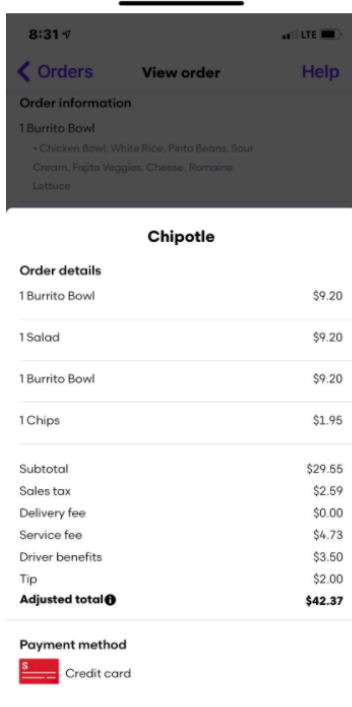 8:31
LTE
Orders View order Help
Order information
1 Burrito Bowl
• Chicken Bowl, White Rice, Pinto Beans, Sour
Cream, Fajita Veggies, Cheese, Romaine
Lettuce
Chipotle
Order details
1 Burrito Bowl $9.20
1 Salad $9.20
1 Burrito Bowl $9.20
1 Chips $1.95
Subtotal $29.55
Sales tax $2.59
Delivery fee $0.00
Service fee $4.73
Driver benefits $3.50
Tip $2.00
Adjusted total $42.37
Payment method
S
Credit card